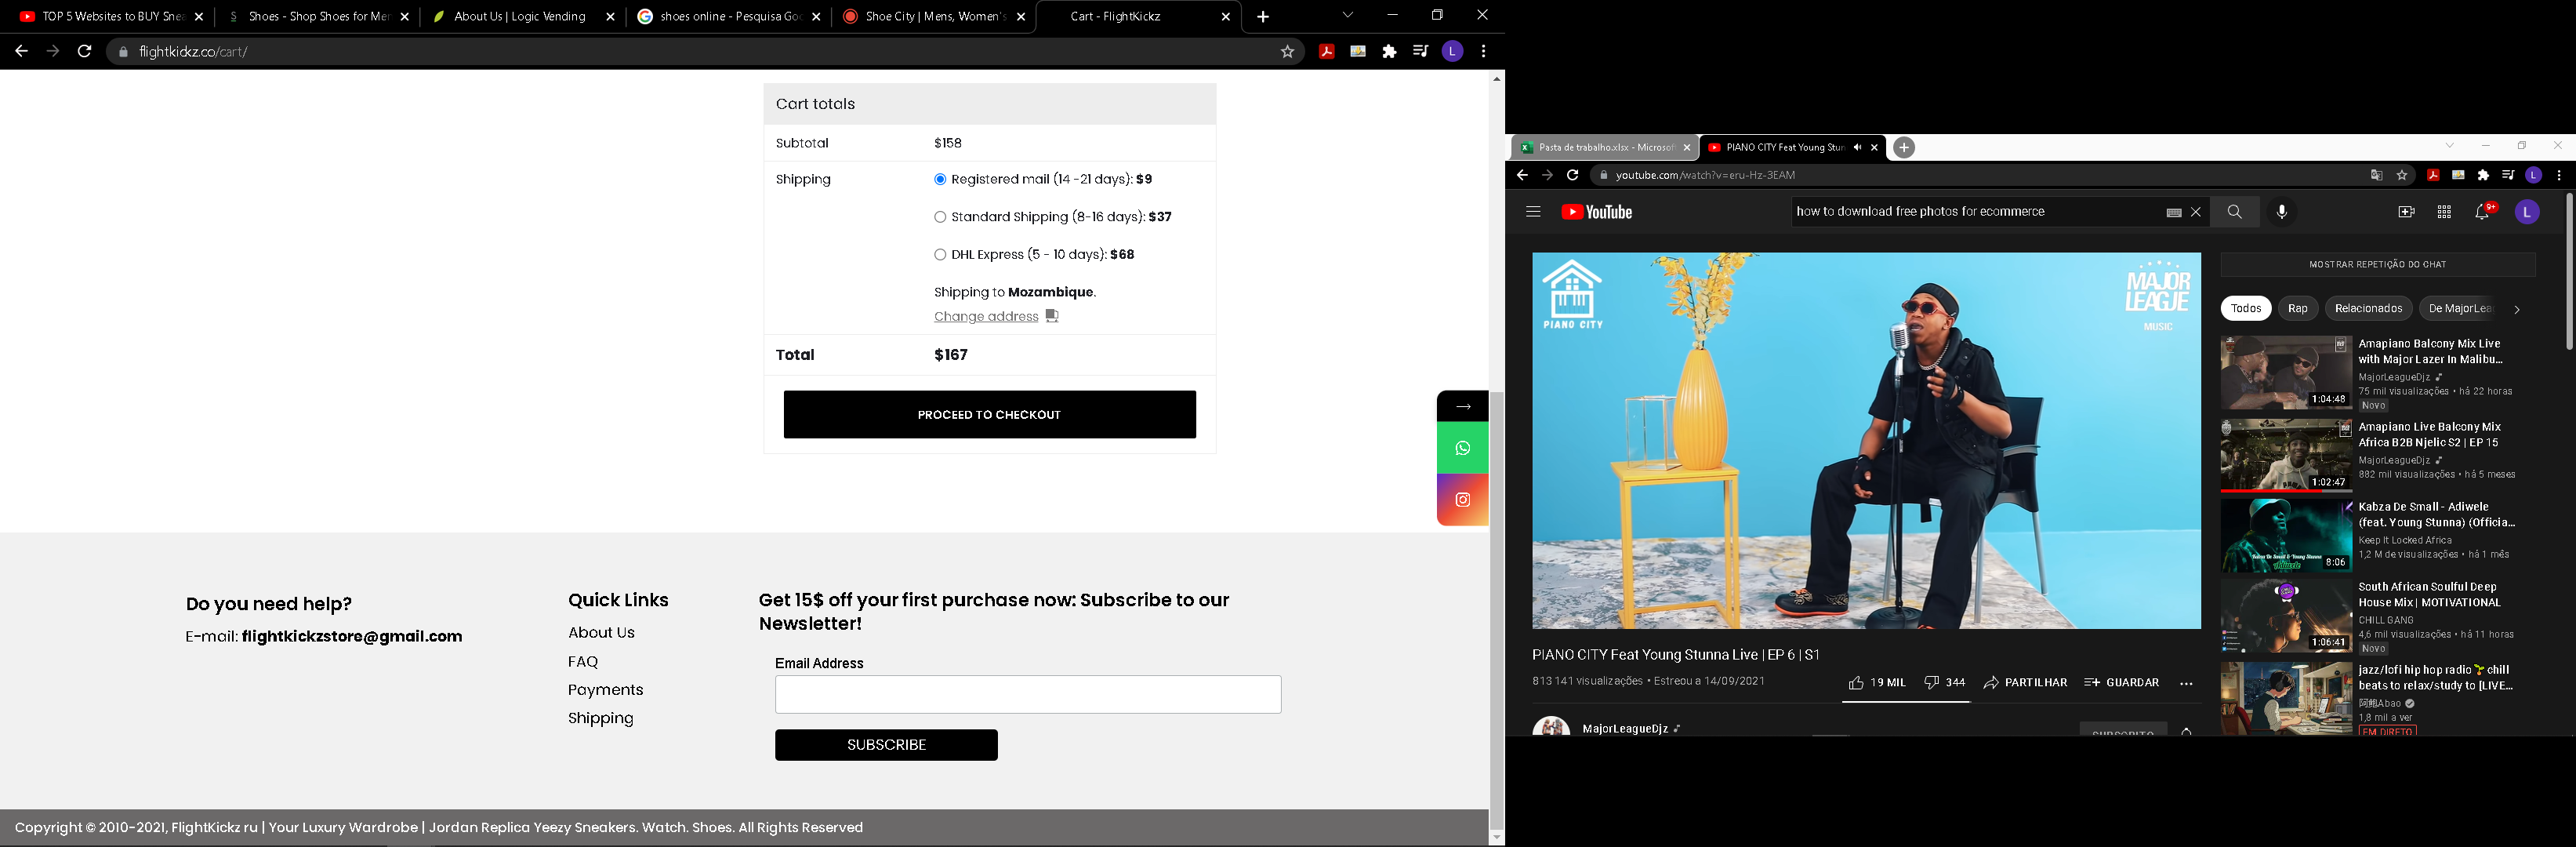 TOP 5 Websites to BUY Snea
Shoes - Shop Shoes for Mer
About Us | Logic Vending
shoes online - Pesquisa Goo
Shoe City | Mens, Women's
Cart - FlightKickz
flightkickz.co/cart/
L
Cart totals
Subtotal $158
Shipping
Registered mail (14 -21 days): $9
Standard Shipping (8-16 days): $37
DHL Express (5 - 10 days): $68
Shipping to Mozambique.
Change address
Total $167
PROCEED TO CHECKOUT
Do you need help?
E-mail: flightkickzstore@gmail.com
Quick Links
About Us
FAQ
Payments
Shipping
Get 15$ off your first purchase now: Subscribe to our
Newsletter!
Email Address
SUBSCRIBE
Copyright © 2010-2021, FlightKickz ru | Your Luxury Wardrobe | Jordan Replica Yeezy Sneakers. Watch. Shoes. All Rights Reserved
Pasta de trabalho.xlsx - Microsof
PIANO CITY Feat Young Stun
youtube.com/watch?v=eru-Hz-3EAM
L
YouTube
how to download free photos for ecommerce
9+
L
PIANO CITY
MAJOR
LEAGUE
MUSIC
PIANO CITY Feat Young Stunna Live | EP 6 | S1
813 141 visualizações • Estreou a 14/09/2021
19 MIL
344
PARTILHAR
GUARDAR
MajorLeagueDjz
SUBSCRITO
MOSTRAR REPETIÇÃO DO CHAT
Todos
Rap
Relacionados
De MajorLea
Amapiano Balcony Mix Live
with Major Lazer In Malibu...
MajorLeagueDjz
75 mil visualizações • há 22 horas
Novo
1:04:48
Amapiano Live Balcony Mix
Africa B2B Njelic S2 | EP 15
MajorLeagueDjz
882 mil visualizações • há 5 meses
1:02:47
Kabza De Small - Adiwele
(feat. Young Stunna) (Officia...
Keep It Locked Africa
1,2 M de visualizações • há 1 mês
8:06
South African Soulful Deep
House Mix | MOTIVATIONAL
CHILL GANG
4,6 mil visualizações • há 11 horas
Novo
1:06:41
jazz/lofi hip hop radio🌱chill
beats to relax/study to [LIVE...
阿鲍Abao
1,8 mil a ver
EM DIRETO